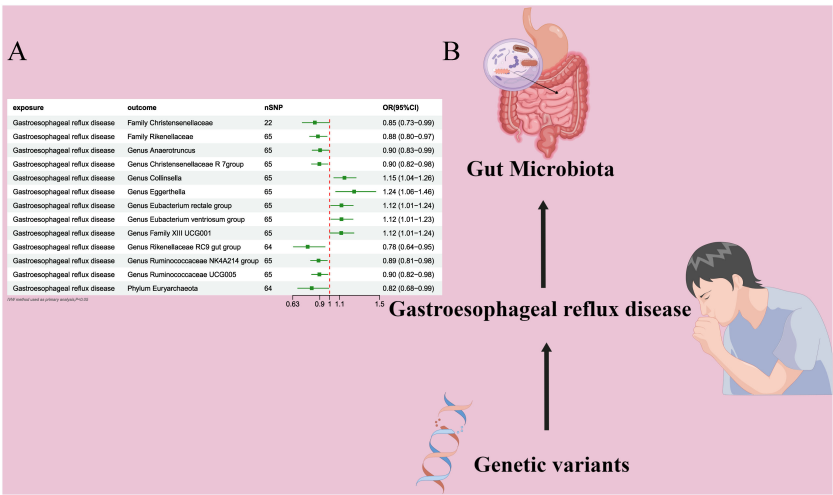 A
exposure outcome nSNP OR(95%CI)
Gastroesophageal reflux disease Family Christensenellaceae 22 0.85 (0.73−0.99)
Gastroesophageal reflux disease Family Rikenellaceae 65 0.88 (0.80−0.97)
Gastroesophageal reflux disease Genus Anaerotruncus 65 0.90 (0.83−0.99)
Gastroesophageal reflux disease Genus Christensenellaceae R 7group 65 0.90 (0.82−0.98)
Gastroesophageal reflux disease Genus Collinsella 65 1.15 (1.04−1.26)
Gastroesophageal reflux disease Genus Eggerthella 65 1.24 (1.06−1.46)
Gastroesophageal reflux disease Genus Eubacterium rectale group 65 1.12 (1.01−1.24)
Gastroesophageal reflux disease Genus Eubacterium ventriosum group 65 1.12 (1.01−1.23)
Gastroesophageal reflux disease Genus Family XIII UCG001 65 1.12 (1.01−1.24)
Gastroesophageal reflux disease Genus Rikenellaceae RC9 gut group 64 0.78 (0.64−0.95)
Gastroesophageal reflux disease Genus Ruminococcaceae NK4A214 group 65 0.89 (0.81−0.98)
Gastroesophageal reflux disease Genus Ruminococcaceae UCG005 65 0.90 (0.82−0.98)
Gastroesophageal reflux disease Phylum Euryarchaeota 64 0.82 (0.68−0.99)
IVW method used as primary analysis,P<0.05
0.63 0.9 1 1.1 1.5
B
Gut Microbiota
Gastroesophageal reflux disease
Genetic variants